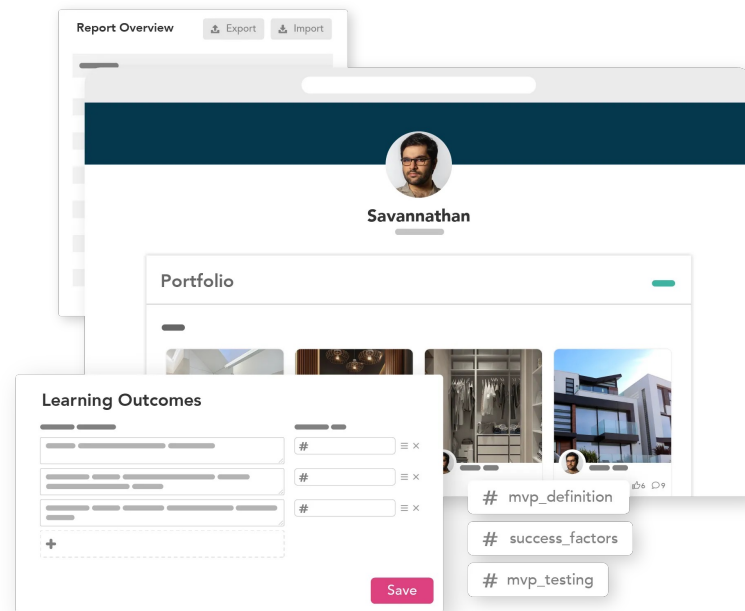 Report Overview
Export
Import
Savannathan
Portfolio
6 9
Learning Outcomes
#
#
#
+
Save
# mvp_definition
# success_factors
# mvp_testing